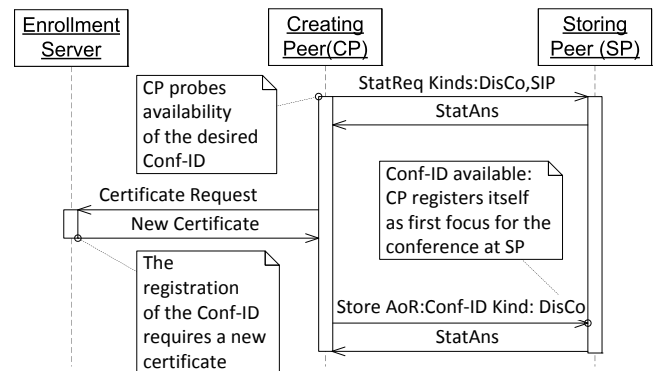 Enrollment
Server
Creating
Peer(CP)
Storing
Peer (SP)
CP probes
availability
of the desired
Conf-ID
StatReq Kinds:DisCo,SIP
StatAns
Conf-ID available:
CP registers itself
as first focus for the
conference at SP
Certificate Request
New Certificate
The
registration
of the Conf-ID
requires a new
certificate
Store AoR:Conf-ID Kind: DisCo
StatAns